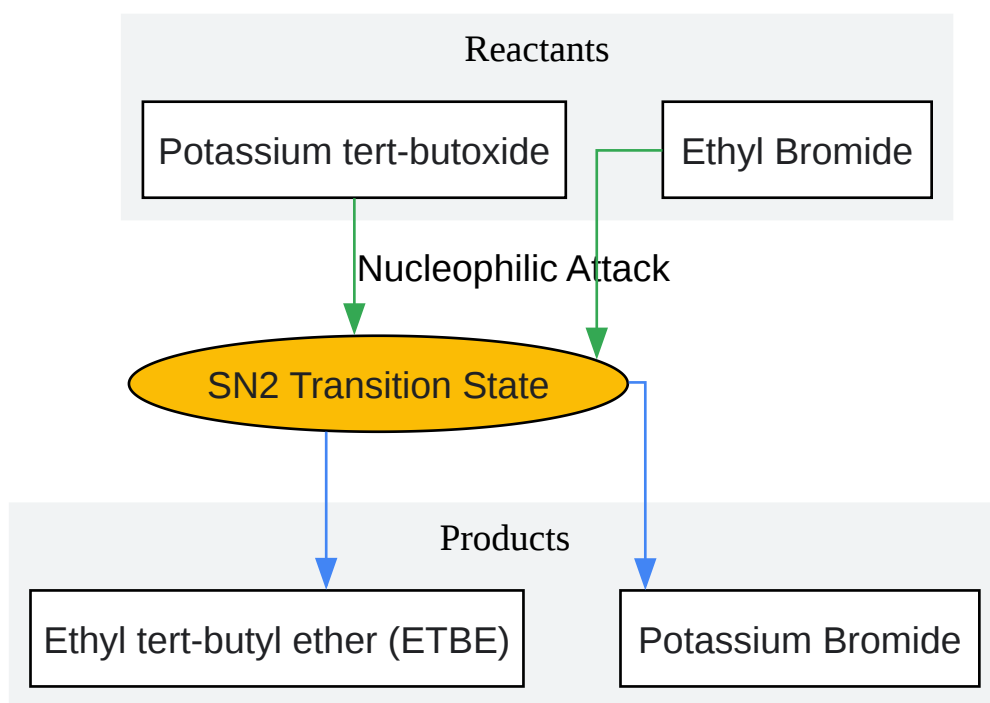 Reactants
Potassium tert-butoxide
Ethyl Bromide
Nucleophilic Attack
SN2 Transition State
Products
Ethyl tert-butyl ether (ETBE)
Potassium Bromide